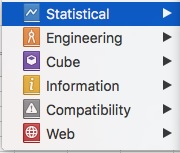 Statistical
Engineering
Cube
Information
Compatibility
Web